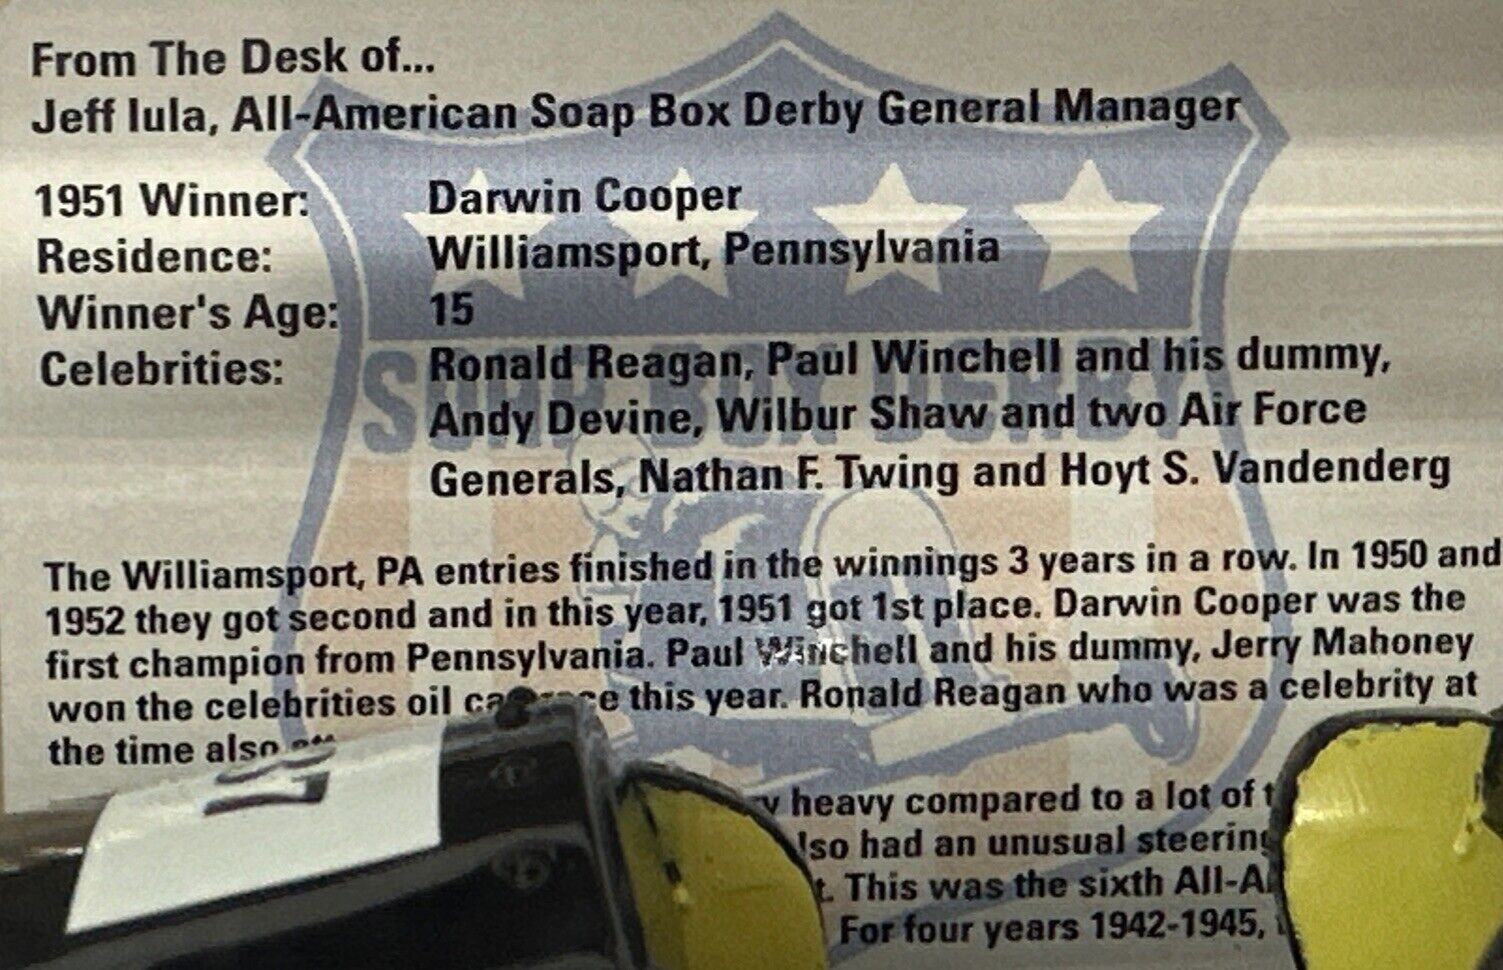 From The Desk of...
Jeff Iula, All-American Soap Box Derby General Manager
1951 Winner: Darwin Cooper
Residence: Williamsport, Pennsylvania
Winner's Age: 15
Celebrities: Ronald Reagan, Paul Winchell and his dummy,
Andy Devine, Wilbur Shaw and two Air Force
Generals, Nathan F. Twing and Hoyt S. Vandenderg
SOAP BOX DERBY
The Williamsport, PA entries finished in the winnings 3 years in a row. In 1950 and
1952 they got second and in this year, 1951 got 1st place. Darwin Cooper was the
first champion from Pennsylvania. Paul Winchell and his dummy, Jerry Mahoney
won the celebrities oil this year. Ronald Reagan who was a celebrity at
the time also
heavy compared to a lot of
had an unusual steering
This was the sixth
For four years 1942-1945,